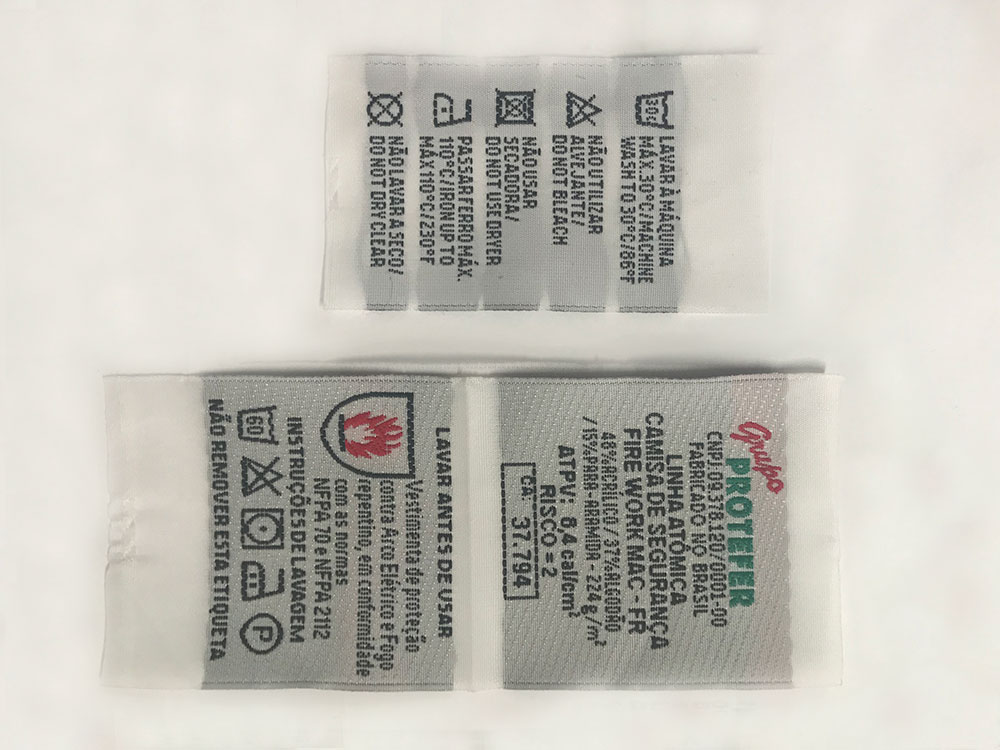 30c
LAVAR À MÁQUINA
MÁX.30°C/MACHINE
WASH TO 30°C/86°F
NÃO UTILIZAR
ALVEJANTE/
DO NOT BLEACH
NÃO USAR
SECADORA/
DO NOT USE DRYER
PASSAR FERRO MÁX.
110°C/IRON UP TO
MÁX 110°C/230°F
NÃO LAVAR A SECO/
DO NOT DRY CLEAR
Grupo
PROTEFER
CNPJ:09.578.120/0001-00
FABRICADO NO BRASIL
LINHA ATÔMICA
CAMISA DE SEGURANÇA
FIRE WORK MAC - FR
48%ACRÍLICO / 37%ALGODÃO
/ 15%PARA-ARAMIDA - 224 g/m²
ATPV: 8,4 cal/cm²
RISCO = 2
CA: 37.794
LAVAR ANTES DE USAR
Vestimenta de proteção
contra Arco Elétrico e Fogo
repentino, em conformidade
com as normas
NFPA 70 e NFPA 2112
INSTRUÇÕES DE LAVAGEM
60
P
NÃO REMOVER ESTA ETIQUETA